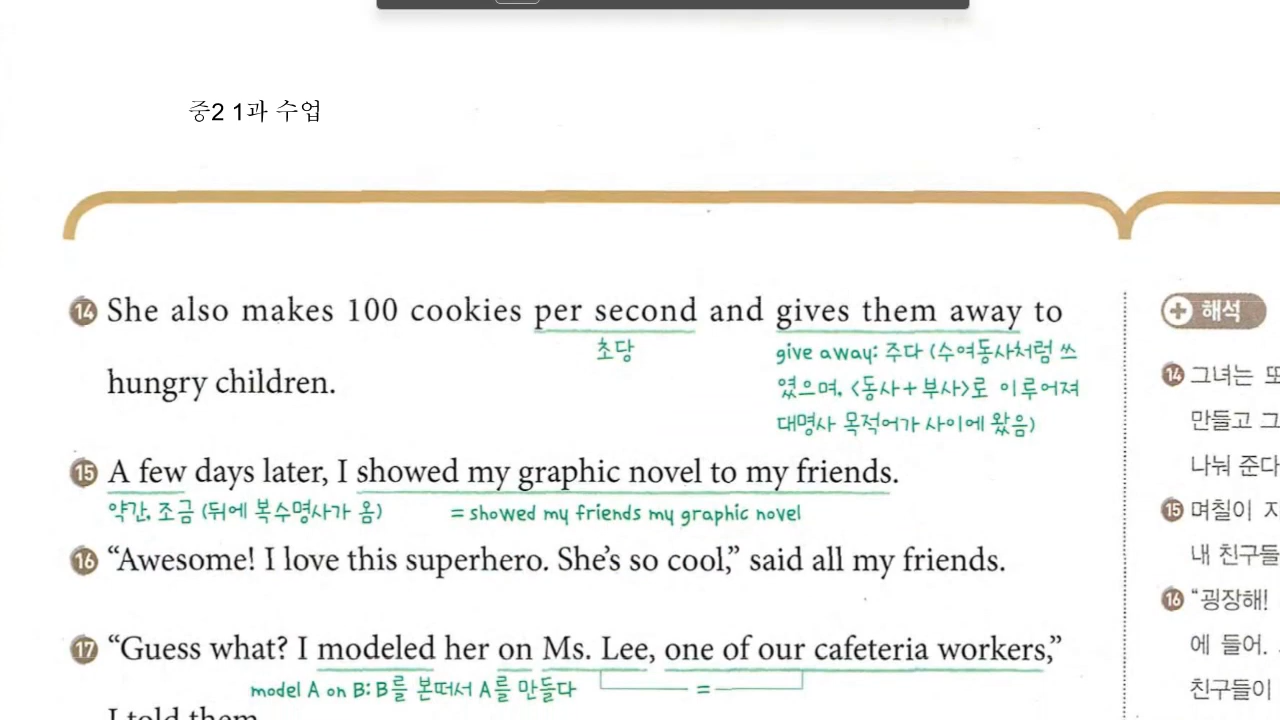 중2 1과 수업
14 She also makes 100 cookies per second and gives them away to
초당
give away: 주다 (수여동사처럼 쓰
hungry children.
였으며, <동사+부사>로 이루어져
대명사 목적어가 사이에 왔음)
15 A few days later, I showed my graphic novel to my friends.
약간, 조금 (뒤에 복수명사가 옴)
= showed my friends my graphic novel
16 “Awesome! I love this superhero. She’s so cool,” said all my friends.
17 “Guess what? I modeled her on Ms. Lee, one of our cafeteria workers,”
model A on B: B를 본떠서 A를 만들다
=
I told them
+ 해석
14 그녀는 또
만들고 그
나눠 준다
15 며칠이 지
내 친구들
16 “굉장해!
에 들어.
친구들이